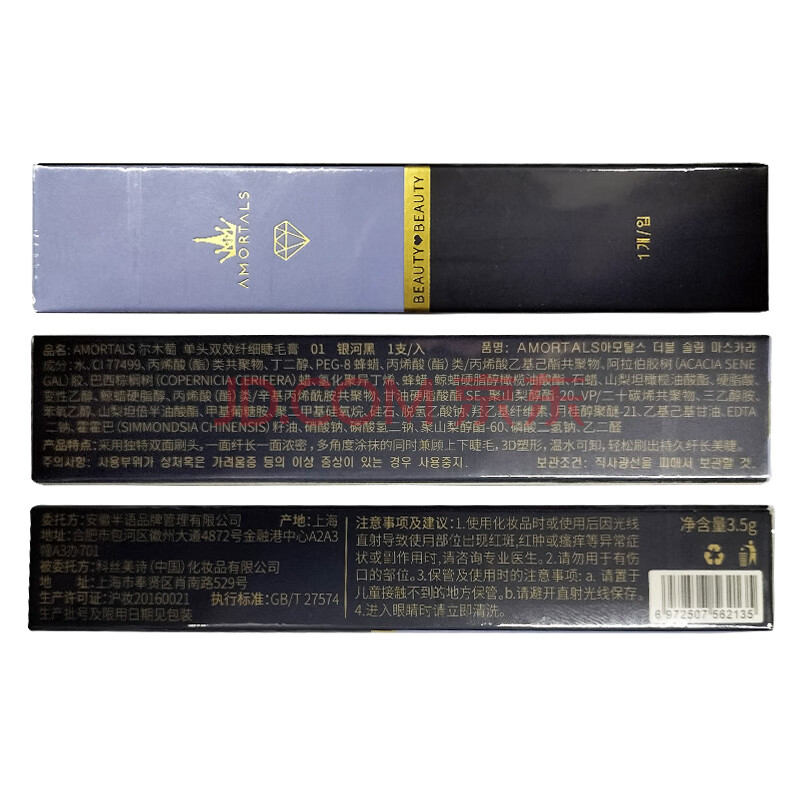 AMORTALS
BEAUTY♥BEAUTY
1개/입
品名: AMORTALS 尔木萄 单头双效纤细睫毛膏 01 银河黑 1支/入 품명: AMORTALS아모탈스 더블 슬림 마스카라
成分: 水、CI 77499、丙烯酸(酯)类共聚物、丁二醇、PEG-8 蜂蜡、丙烯酸(酯)类/丙烯酸乙基己酯共聚物、阿拉伯胶树(ACACIA SENE
GAL)胶、巴西棕榈树(COPERNICIA CERIFERA)蜡、氢化聚异丁烯、蜂蜡、鲸蜡硬脂醇橄榄油酸酯、石蜡、山梨坦橄榄油酸酯、硬脂酸、
变性乙醇、鲸蜡硬脂醇、丙烯酸(酯)类/辛基丙烯酰胺共聚物、甘油硬脂酸酯 SE、聚山梨醇酯-20、VP/二十碳烯共聚物、三乙醇胺、
苯氧乙醇、山梨坦倍半油酸酯、甲基葡糖胺、聚二甲基硅氧烷、硅石、脱氢乙酸钠、羟乙基纤维素、硬脂醇聚醚-21、乙基己基甘油、EDTA
二钠、霍霍巴(SIMMONDSIA CHINENSIS)籽油、硝酸钠、磷酸氢二钠、聚山梨醇酯-60、磷酸二氢钠、乙二醛
产品特点: 采用独特双面刷头,一面纤长一面浓密,多角度涂抹的同时兼顾上下睫毛,3D塑形,温水可卸,轻松刷出持久纤长美睫。
주의사항: 사용부위가 상처혹은 가려움증 등의 이상 증상이 있는 경우 사용중지. 보관조건: 직사광선을 피해서 보관할 것.
JD.COM 京东
委托方: 安徽半语品牌管理有限公司 产地: 上海
地址: 合肥市包河区徽州大道4872号金融港中心A2A3
幢A3办701
被委托方: 科丝美诗(中国)化妆品有限公司
地 址: 上海市奉贤区肖南路529号
生产许可证: 沪妆20160021 执行标准: GB/T 27574
生产批号及限用日期见包装
注意事项及建议: 1.使用化妆品时或使用后因光线
直射导致使用部位出现红斑,红肿或瘙痒等异常症
状或副作用时,请咨询专业医生。2.请勿用于有伤
口的部位。3.保管及使用时的注意事项: a. 请置于
儿童接触不到的地方保管。b.请避开直射光线保存。
4.进入眼睛时请立即清洗。
净含量3.5g
6 972507 562135